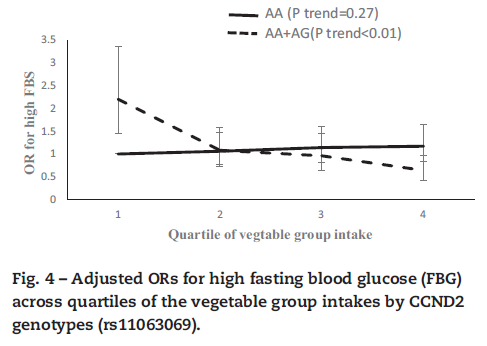 AA (P trend=0.27)
AA+AG(P trend<0.01)
OR for high FBS
3.5
3
2.5
2
1.5
1
0.5
0
1 2 3 4
Quartile of vegtable group intake
Fig. 4 – Adjusted ORs for high fasting blood glucose (FBG)
across quartiles of the vegetable group intakes by CCND2
genotypes (rs11063069).